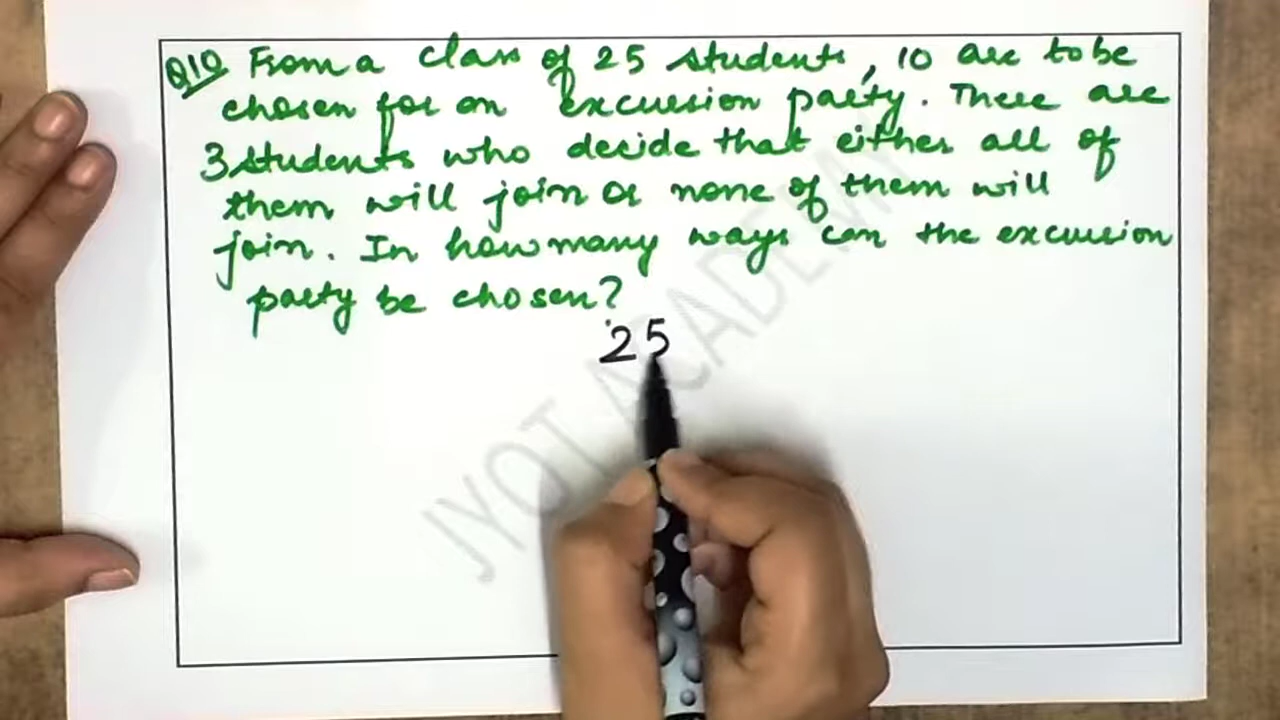 Q10 From a class of 25 students, 10 are to be
chosen for an excursion party. There are
3 students who decide that either all of
them will join or none of them will
join. In how many ways can the excursion
party be chosen?
25
JYOT ACADEMY